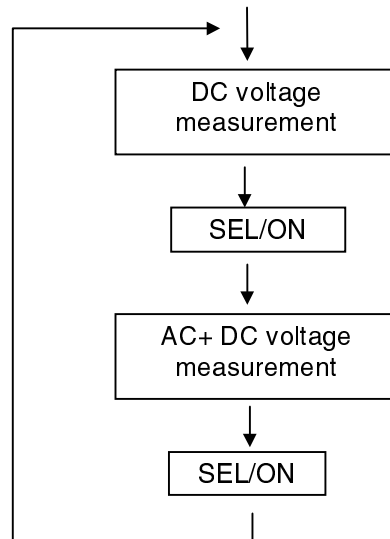 DC voltage
measurement
SEL/ON
AC+ DC voltage
measurement
SEL/ON